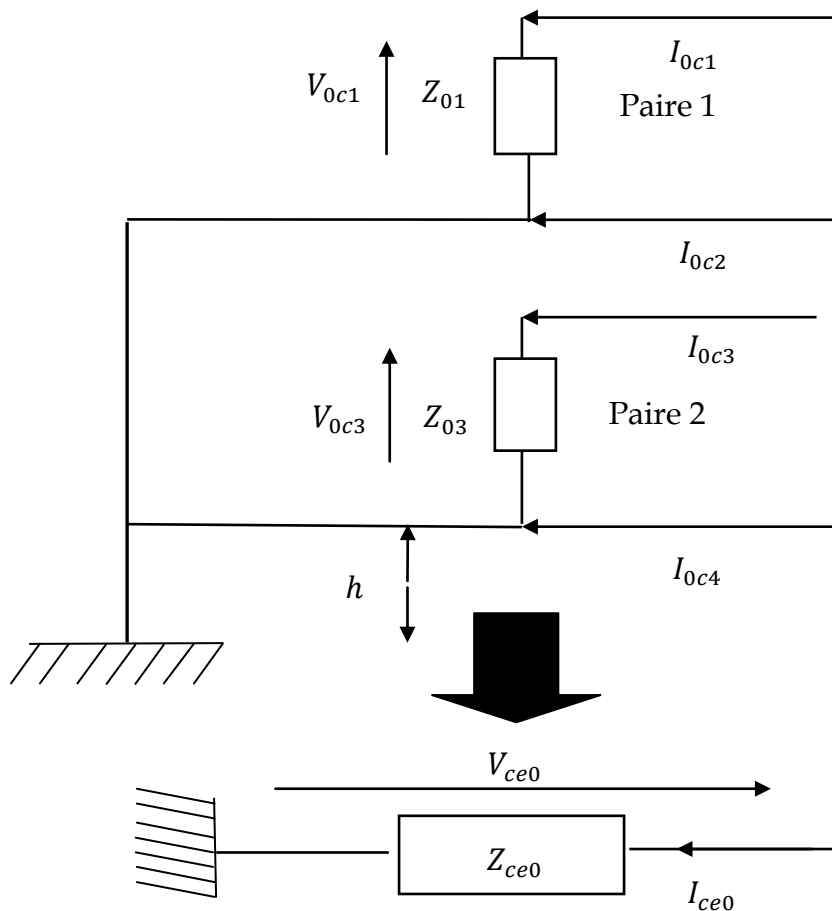 I0c1
V0c1 Z01 Paire 1
I0c2
I0c3
V0c3 Z03 Paire 2
I0c4
h
Vce0
Zce0
Ice0